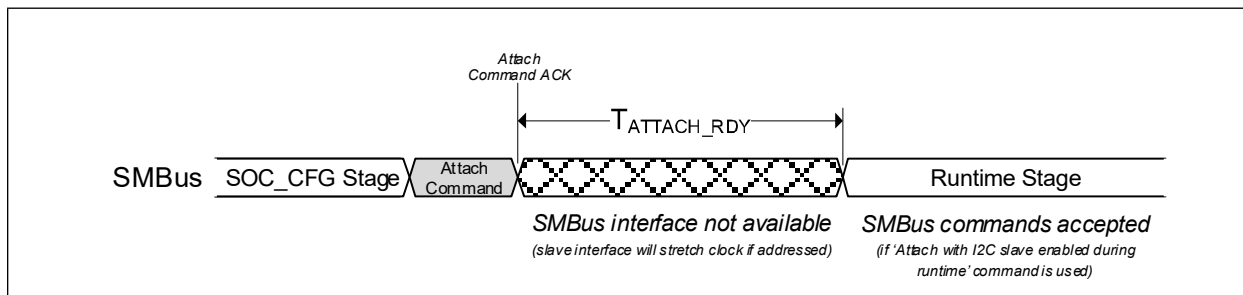 Attach
Command ACK
TATTACH_RDY
SMBus
SOC_CFG Stage
Attach
Command
Runtime Stage
SMBus interface not available
(slave interface will stretch clock if addressed)
SMBus commands accepted
(if 'Attach with I2C slave enabled during
runtime' command is used)